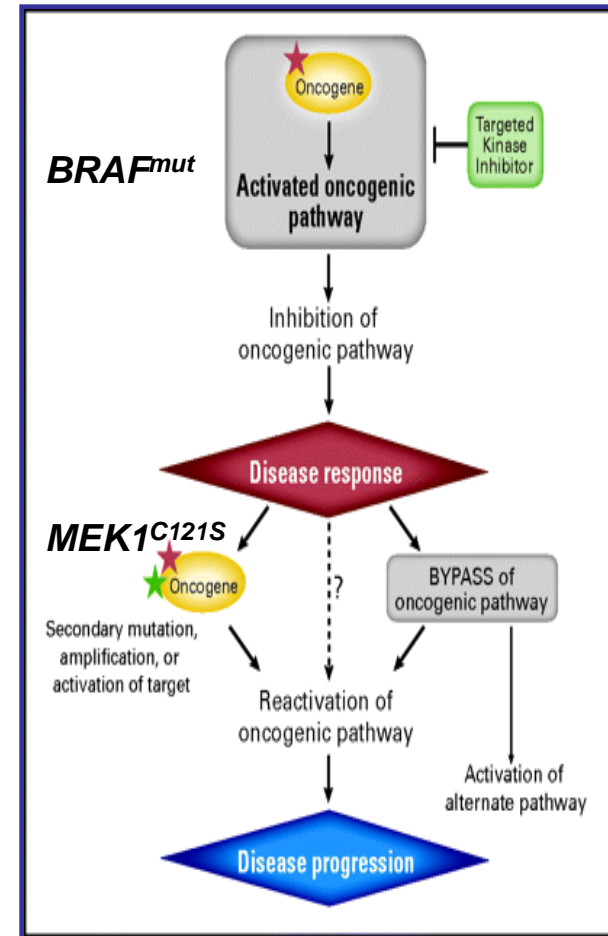 Oncogene
BRAFmut
Activated oncogenic
pathway
Targeted
Kinase
Inhibitor
Inhibition of
oncogenic pathway
Disease response
MEK1C121S
Oncogene
Secondary mutation,
amplification, or
activation of target
?
BYPASS of
oncogenic pathway
Reactivation of
oncogenic pathway
Activation of
alternate pathway
Disease progression